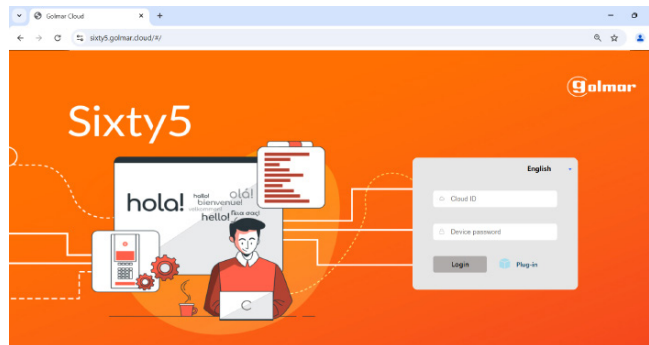 Golmar Cloud
sixty5.golmar.cloud/#/
golmar
Sixty5
English
hola!
hello!
olá!
bienvenue!
hello!
Cloud ID
Device password
Login
Plug-in